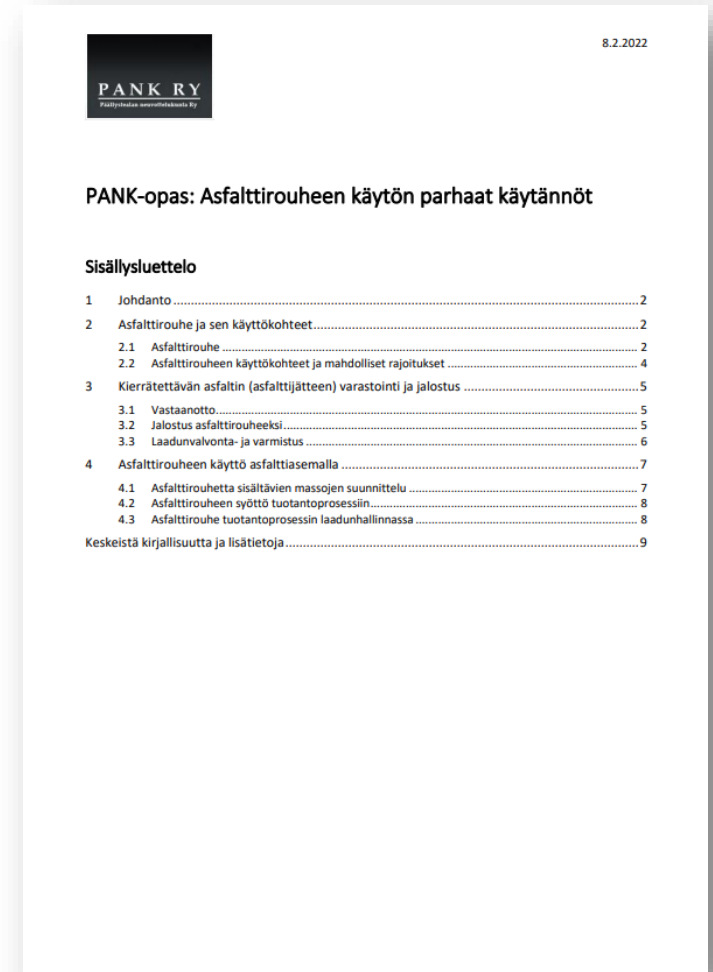 8.2.2022
PANK RY
Päällystealan neuvottelukunta Ry
PANK-opas: Asfalttirouheen käytön parhaat käytännöt
Sisällysluettelo
1 Johdanto 2
2 Asfalttirouhe ja sen käyttökohteet 2
2.1 Asfalttirouhe 2
2.2 Asfalttirouheen käyttökohteet ja mahdolliset rajoitukset 4
3 Kierrätettävän asfaltin (asfalttijätteen) varastointi ja jalostus 5
3.1 Vastaanotto 5
3.2 Jalostus asfalttirouheeksi 5
3.3 Laadunvalvonta- ja varmistus 6
4 Asfalttirouheen käyttö asfalttiasemalla 7
4.1 Asfalttirouhetta sisältävien massojen suunnittelu 7
4.2 Asfalttirouheen syöttö tuotantoprosessiin 8
4.3 Asfalttirouhe tuotantoprosessin laadunhallinnassa 8
Keskeistä kirjallisuutta ja lisätietoja 9